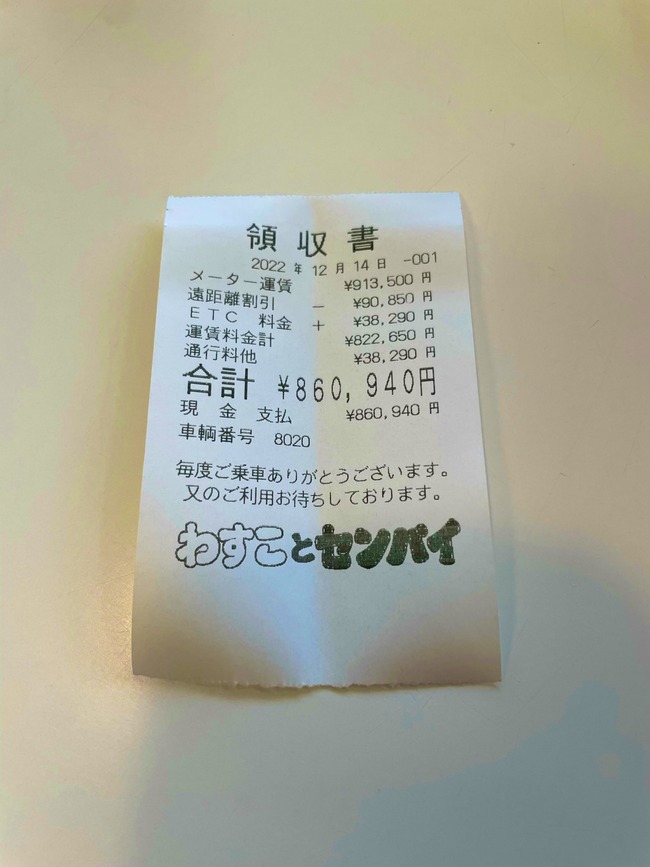 領収書
2022年12月14日 -001
メーター運賃 ¥913,500円
遠距離割引 − ¥90,850円
ETC 料金 + ¥38,290円
運賃料金計 ¥822,650円
通行料他 ¥38,290円
合計 ¥860,940円
現金 支払 ¥860,940円
車輌番号 8020
毎度ご乗車ありがとうございます。
又のご利用お待ちしております。
わすことセンパイ